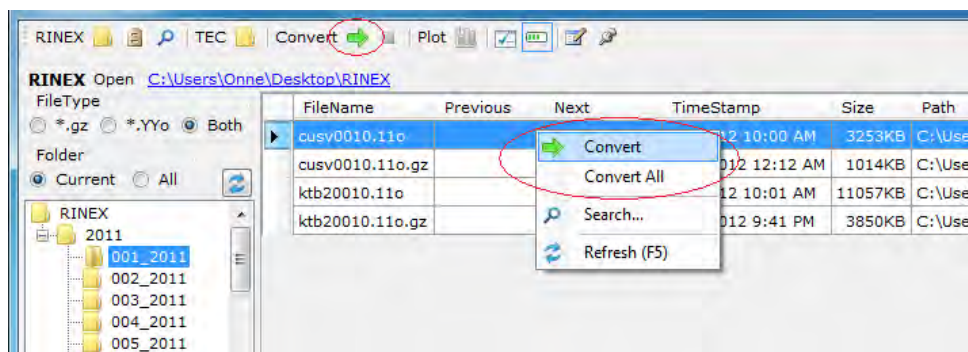 RINEX TEC Convert Plot
RINEX Open C:\Users\Onne\Desktop\RINEX
FileType
*.gz *.YYo Both
Folder
Current All
RINEX
2011
001_2011
002_2011
003_2011
004_2011
005_2011
FileName Previous Next TimeStamp Size Path
cusv0010.11o 12 10:00 AM 3253KB C:\Use
cusv0010.11o.gz 012 12:12 AM 1014KB C:\Use
ktb20010.11o 12 10:01 AM 11057KB C:\Use
ktb20010.11o.gz 012 9:41 PM 3850KB C:\Use
Convert
Convert All
Search...
Refresh (F5)